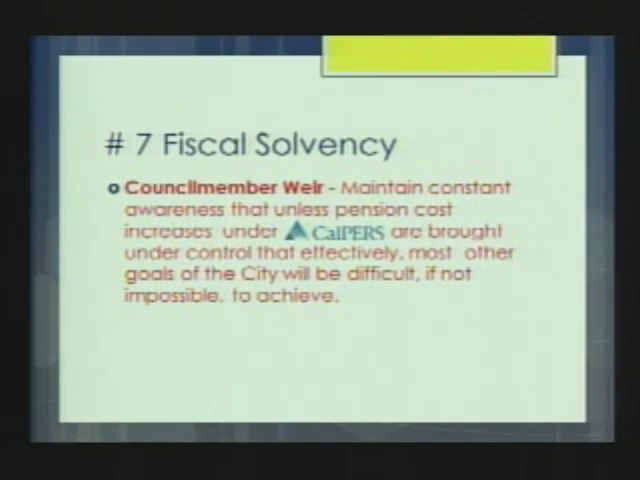 # 7 Fiscal Solvency
Councilmember Weir - Maintain constant
awareness that unless pension cost
increases under CalPERS are brought
under control that effectively, most other
goals of the City will be difficult, if not
impossible, to achieve.